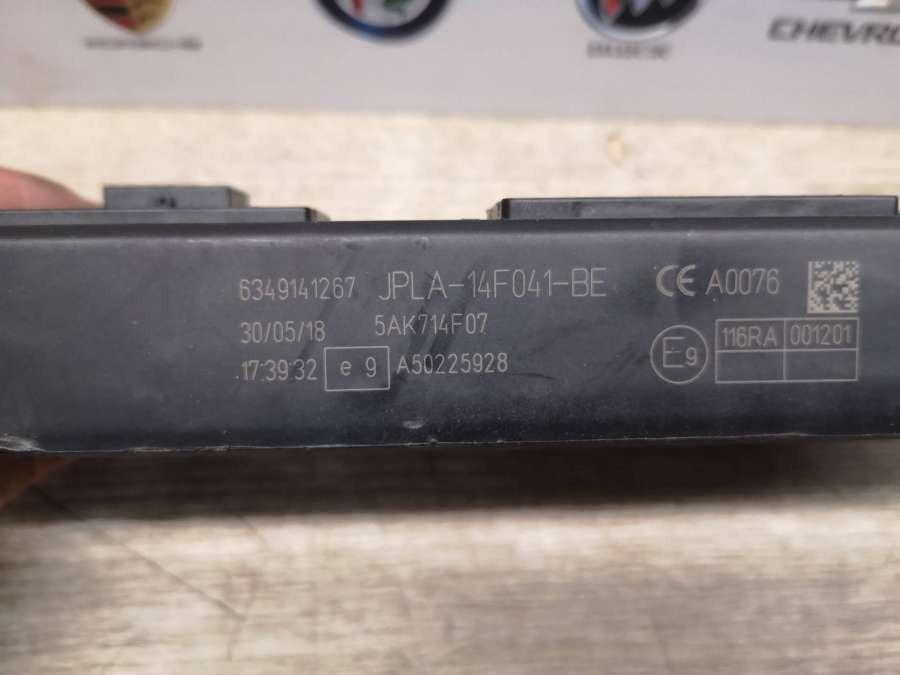 CHEVRO
6349141267 JPLA-14F041-BE CE A0076
30/05/18 5AK714F07
17:39:32 e 9 A50225928
E9 116RA 001201